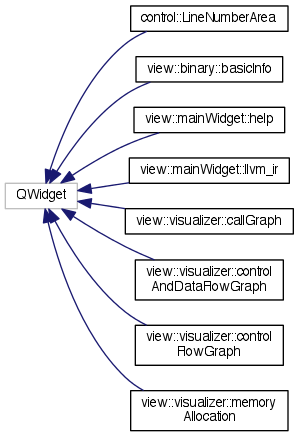 control::LineNumberArea
view::binary::basicInfo
view::mainWidget::help
view::mainWidget::llvm_ir
QWidget
view::visualizer::callGraph
view::visualizer::control
AndDataFlowGraph
view::visualizer::control
FlowGraph
view::visualizer::memory
Allocation